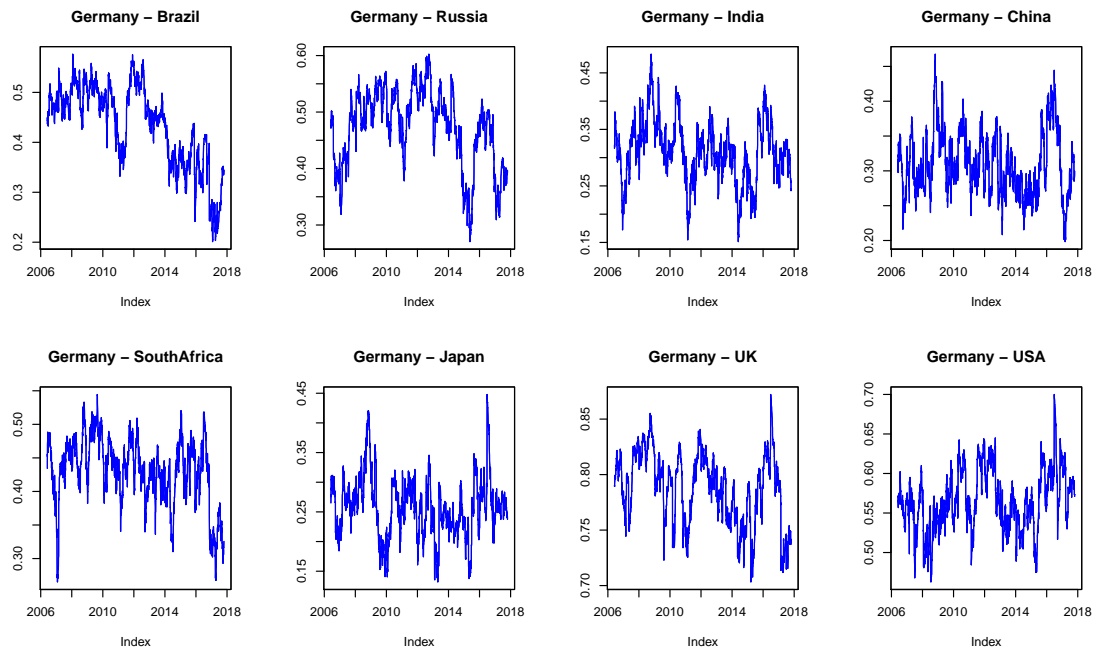 Germany − Brazil
0.2 0.3 0.4 0.5
2006 2010 2014 2018
Index
Germany − Russia
0.30 0.40 0.50 0.60
2006 2010 2014 2018
Index
Germany − India
0.15 0.25 0.35 0.45
2006 2010 2014 2018
Index
Germany − China
0.20 0.30 0.40
2006 2010 2014 2018
Index
Germany − SouthAfrica
0.30 0.40 0.50
2006 2010 2014 2018
Index
Germany − Japan
0.15 0.25 0.35 0.45
2006 2010 2014 2018
Index
Germany − UK
0.70 0.75 0.80 0.85
2006 2010 2014 2018
Index
Germany − USA
0.50 0.55 0.60 0.65 0.70
2006 2010 2014 2018
Index